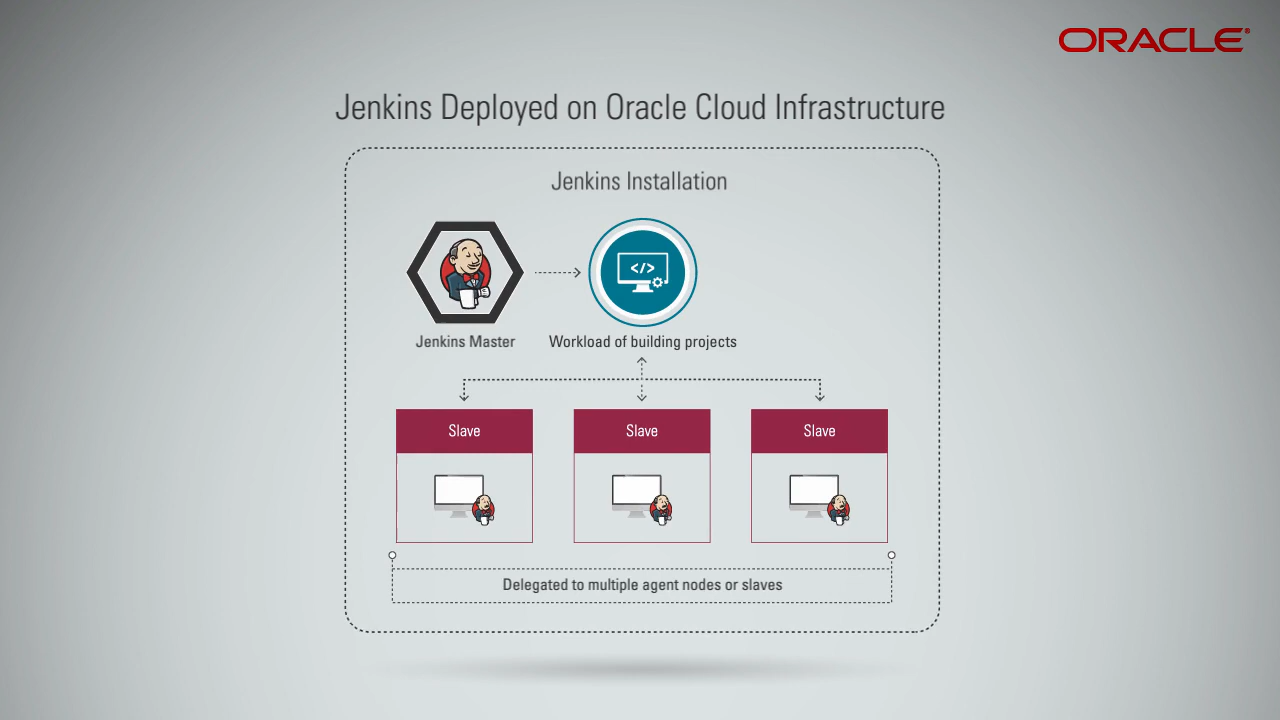 ORACLE®
Jenkins Deployed on Oracle Cloud Infrastructure
Jenkins Installation
</>
Jenkins Master
Workload of building projects
Slave
Slave
Slave
Delegated to multiple agent nodes or slaves